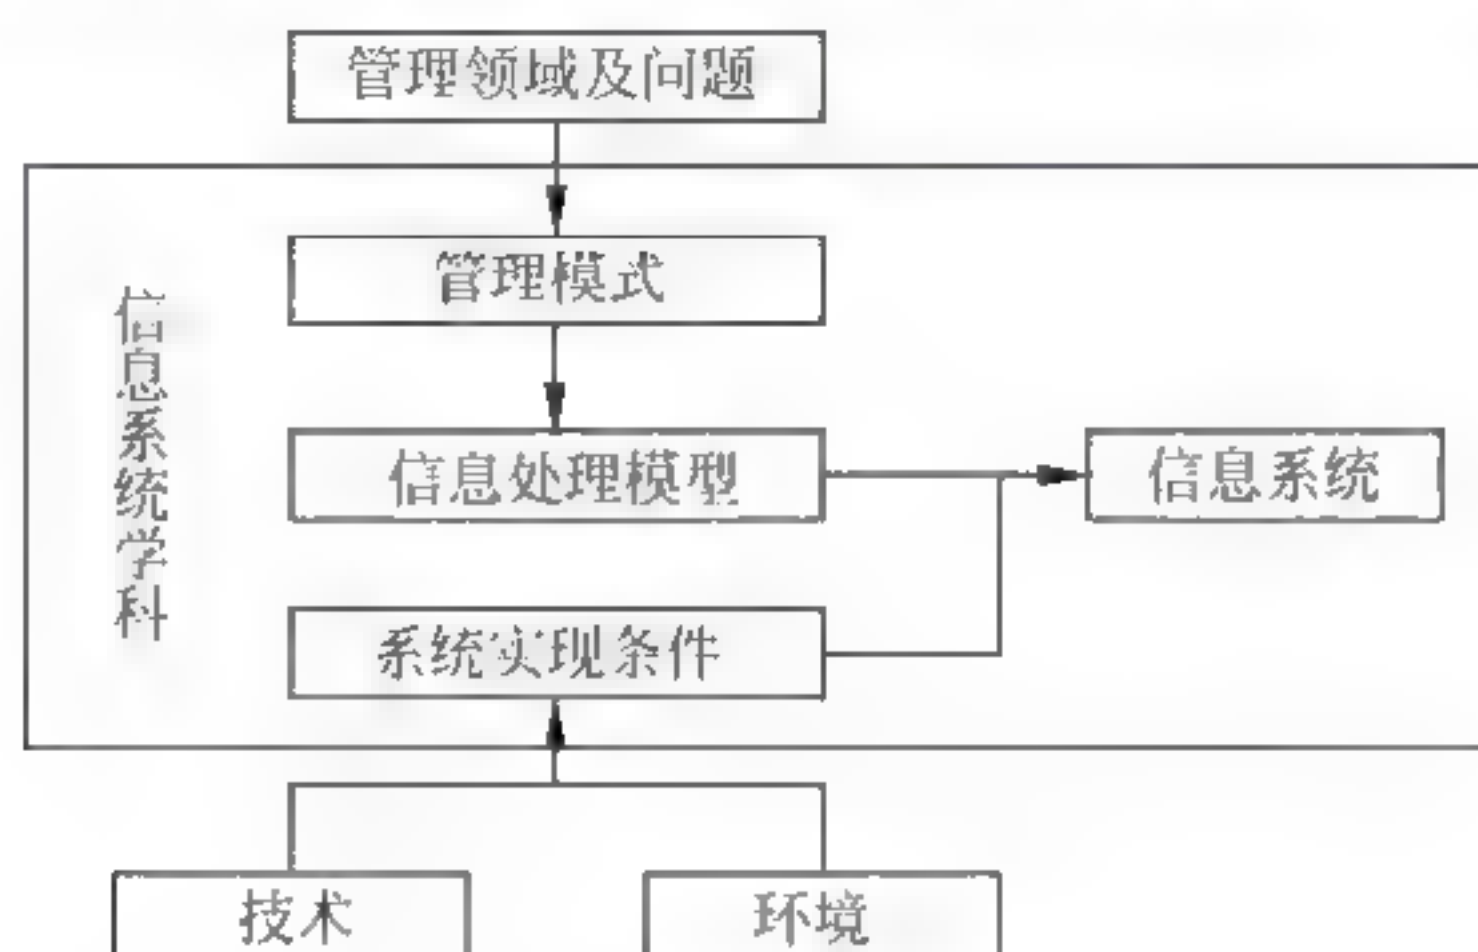 管理领域及问题
管理模式
信息系统学科
信息处理模型
信息系统
系统实现条件
技术
环境